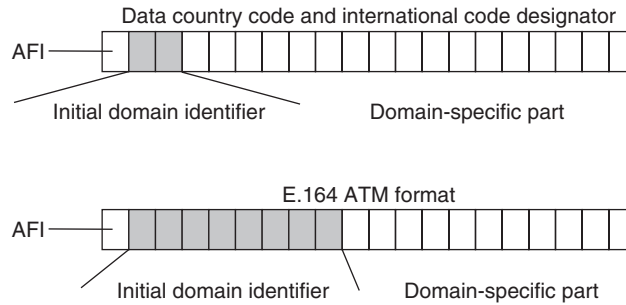 Data country code and international code designator
AFI
Initial domain identifier Domain-specific part
E.164 ATM format
AFI
Initial domain identifier Domain-specific part